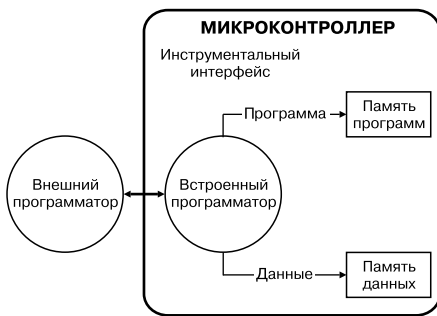 МИКРОКОНТРОЛЛЕР
Инструментальный
интерфейс
Программа
Память
программ
Внешний
программатор
Встроенный
программатор
Данные
Память
данных